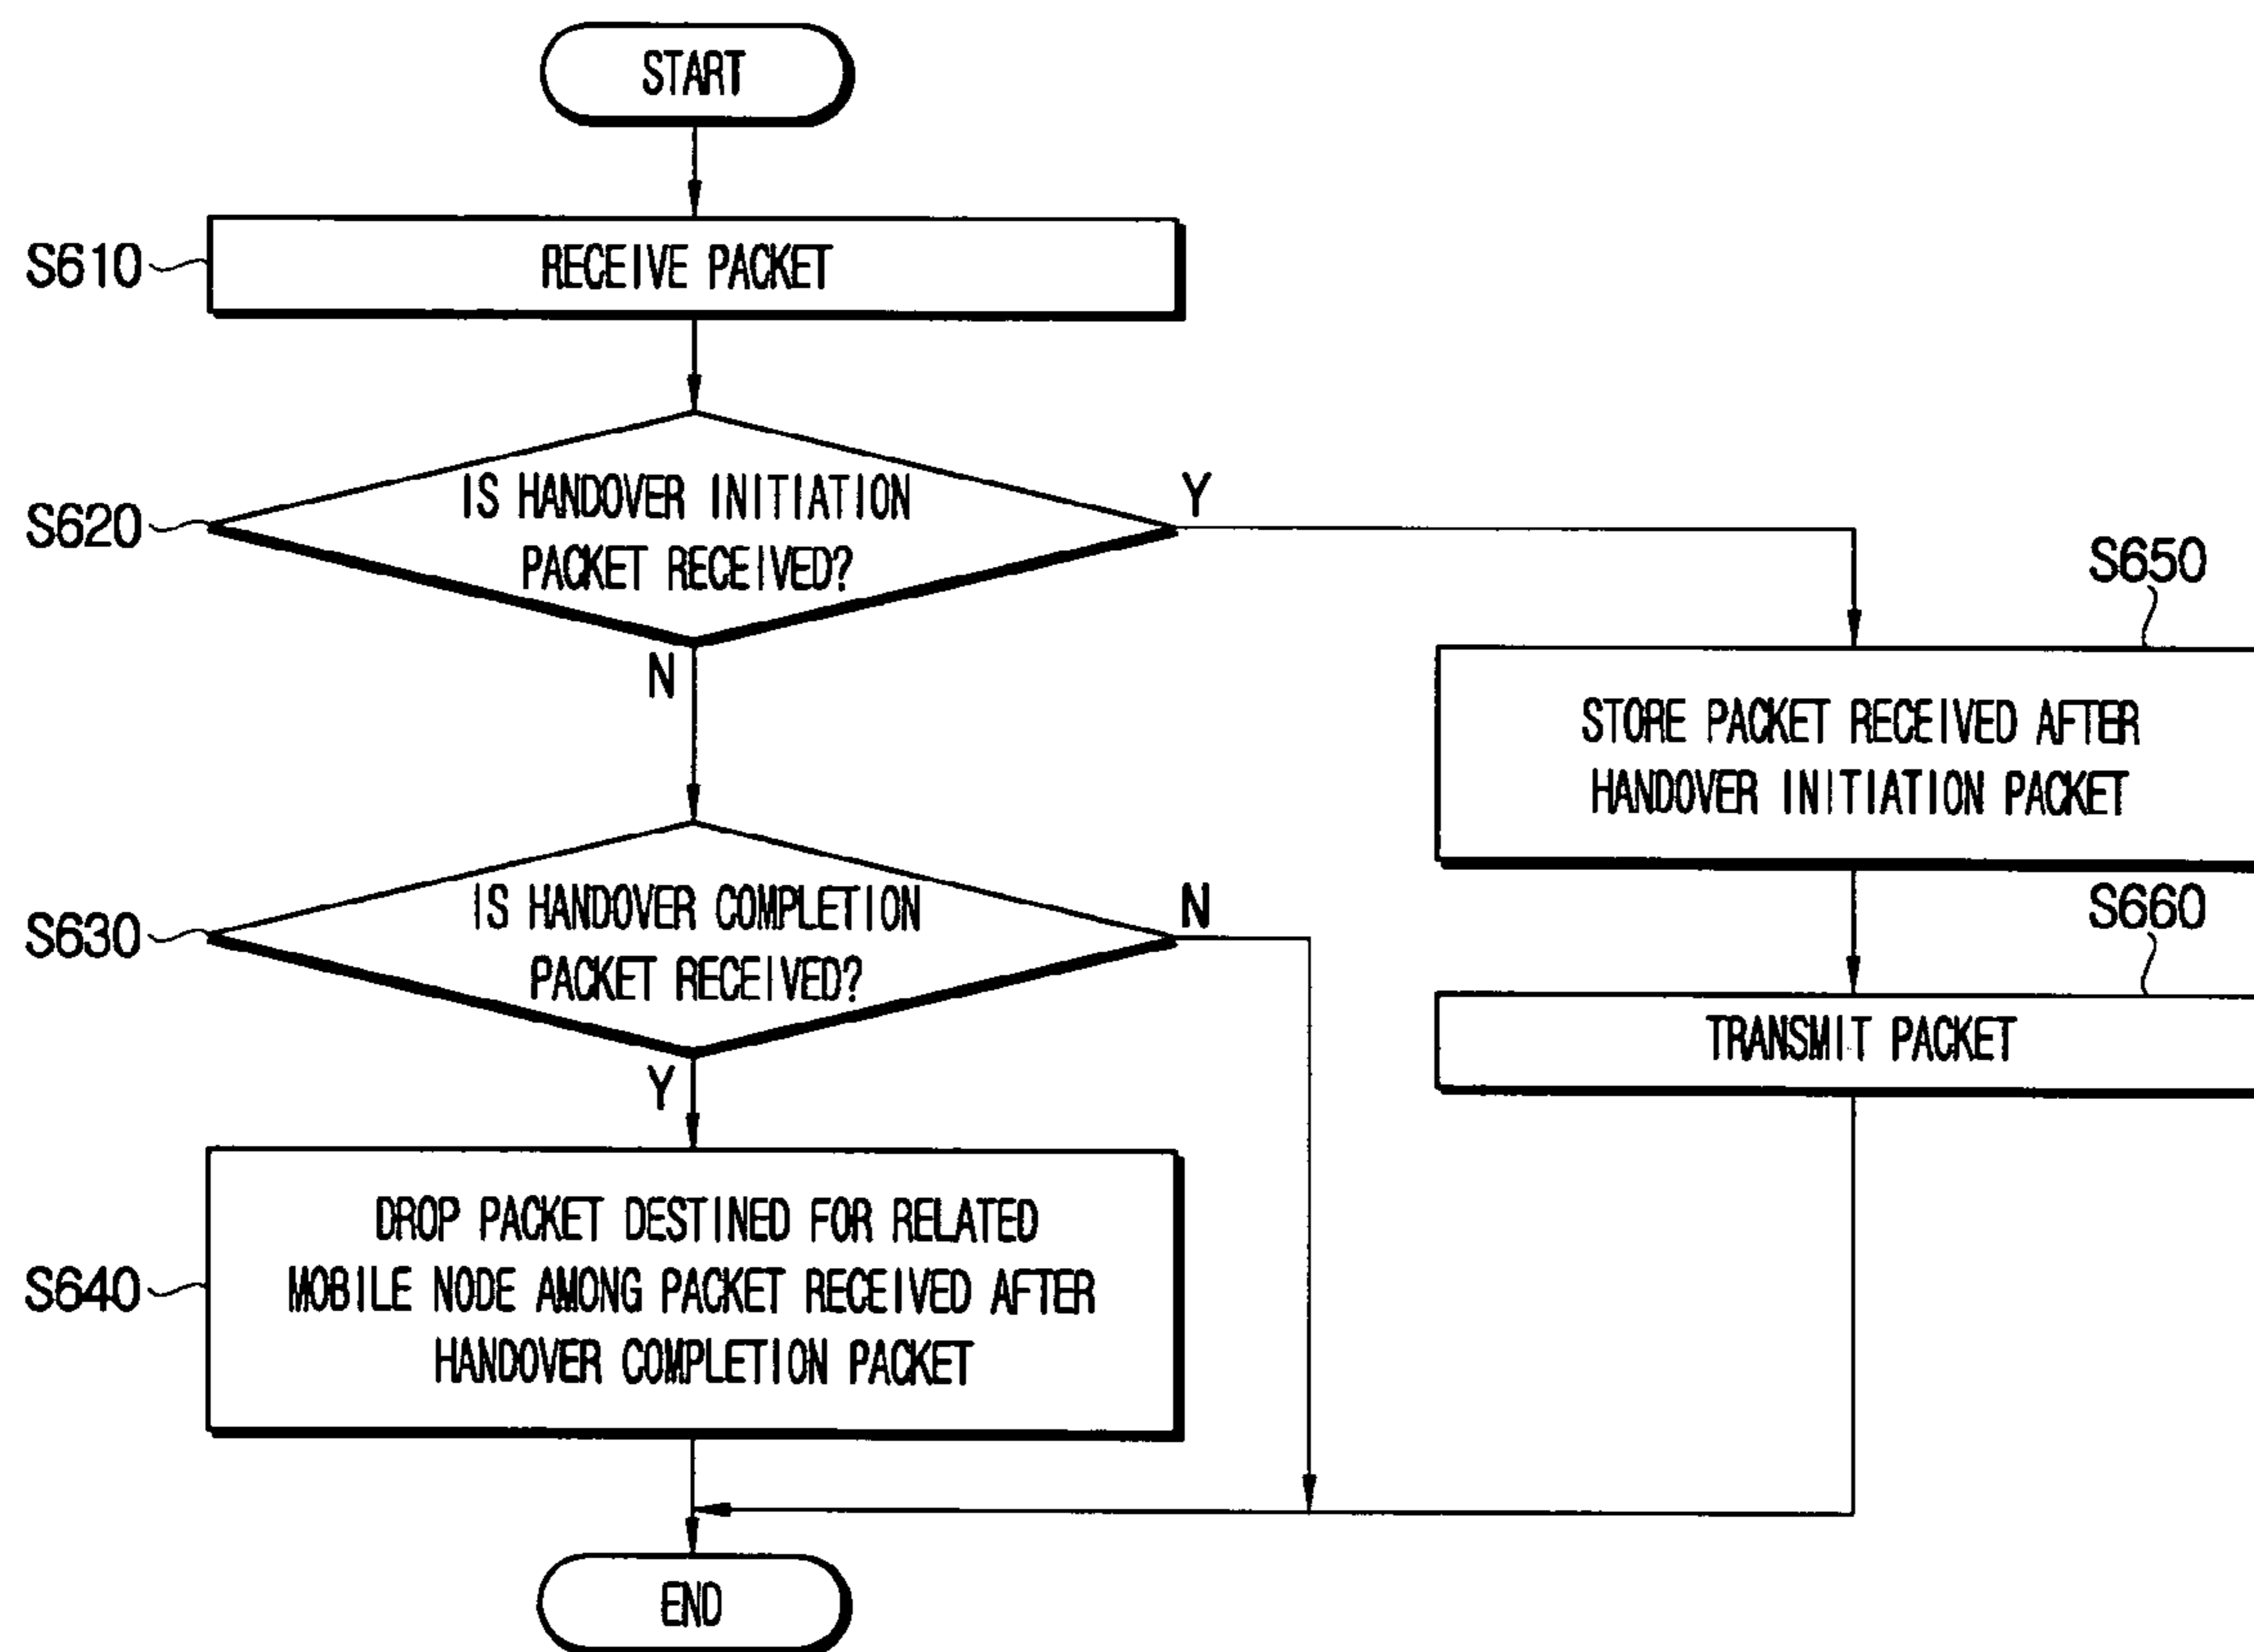 START
S610
RECEIVE PACKET
S620
IS HANDOVER INITIATION
PACKET RECEIVED?
Y
N
S650
STORE PACKET RECEIVED AFTER
HANDOVER INITIATION PACKET
S630
IS HANDOVER COMPLETION
PACKET RECEIVED?
N
Y
S660
TRANSMIT PACKET
S640
DROP PACKET DESTINED FOR RELATED
MOBILE NODE AMONG PACKET RECEIVED AFTER
HANDOVER COMPLETION PACKET
END